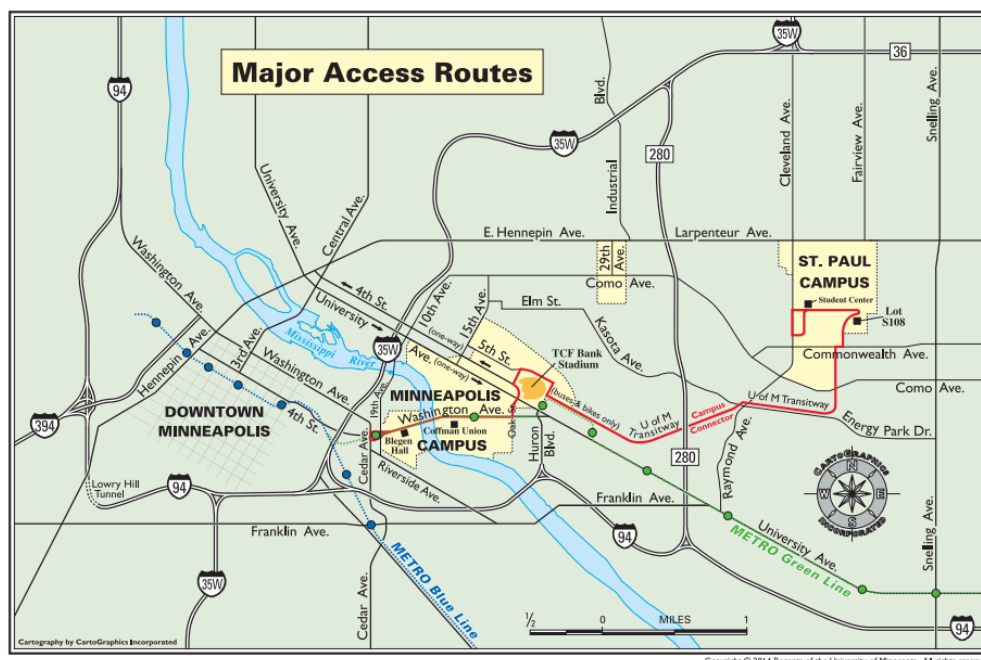 Major Access Routes
35W
36
94
Blvd.
Industrial
Cleveland Ave.
Fairview Ave.
Snelling Ave.
35W
280
University Ave.
Central Ave.
E. Hennepin Ave.
Larpenteur Ave.
Washington Ave.
29th Ave.
Como Ave.
ST. PAUL
CAMPUS
Student Center
Lot
S108
4th St.
University
10th Ave.
(one-way)
15th Ave.
Elm St.
Kasota Ave.
Mississippi
River
35W
Ave. (one-way)
5th St.
TCF Bank
Stadium
Commonwealth Ave.
Hennepin Ave.
3rd Ave.
Washington Ave.
19th Ave.
MINNEAPOLIS
(buses & bikes only)
Como Ave.
394
DOWNTOWN
MINNEAPOLIS
4th St.
Washington Ave.
Coffman Union
CAMPUS
Blegen
Hall
Oak St.
Huron
Blvd.
U of M
Transitway
Campus
Connector
U of M Transitway
Energy Park Dr.
Cedar Ave.
Riverside Ave.
280
Raymond Ave.
CARTOGRAPHICS
N
W
E
S
INCORPORATED
Lowry Hill
Tunnel
94
Franklin Ave.
Franklin Ave.
94
University Ave.
METRO Green Line
Snelling Ave.
35W
Cedar Ave.
METRO Blue Line
½
0
MILES
1
94
Cartography by CartoGraphics Incorporated